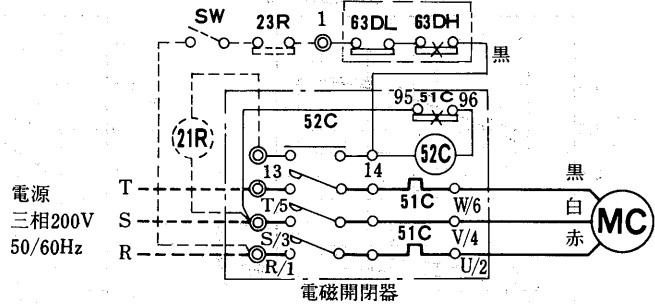 SW 23R 1 63DL 63DH
黒
95 51C 96
52C
52C
21R
13 14
電源
三相200V
50/60Hz
T T/5 51C W/6 黒
S S/3 51C V/4 白
R R/1 U/2 赤
MC
電磁開閉器